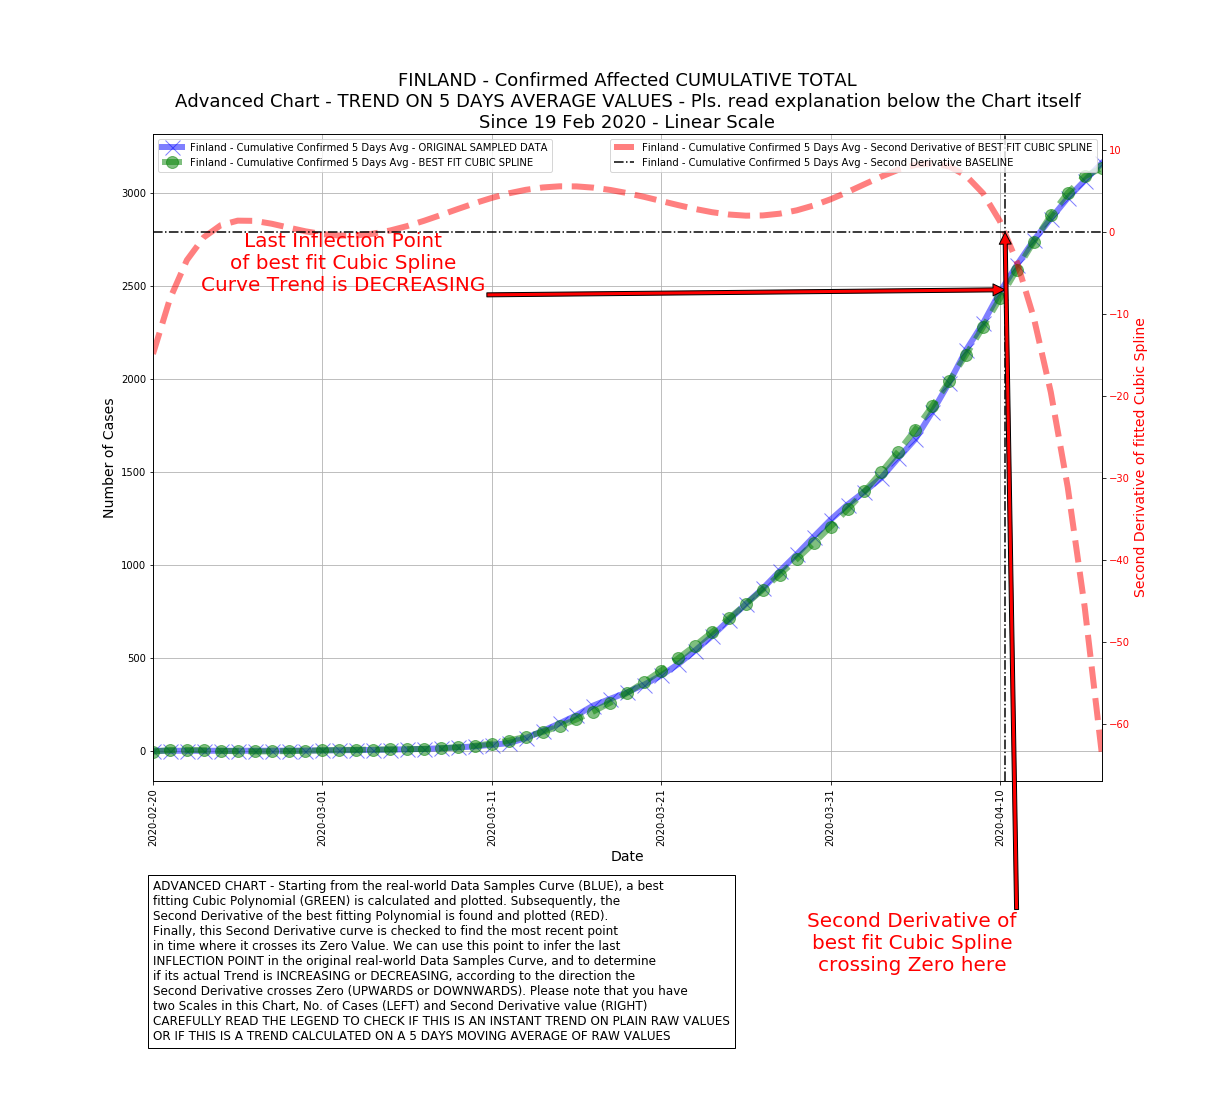 FINLAND - Confirmed Affected CUMULATIVE TOTAL
Advanced Chart - TREND ON 5 DAYS AVERAGE VALUES - Pls. read explanation below the Chart itself
Since 19 Feb 2020 - Linear Scale
Finland - Cumulative Confirmed 5 Days Avg - ORIGINAL SAMPLED DATA
Finland - Cumulative Confirmed 5 Days Avg - BEST FIT CUBIC SPLINE
Finland - Cumulative Confirmed 5 Days Avg - Second Derivative of BEST FIT CUBIC SPLINE
Finland - Cumulative Confirmed 5 Days Avg - Second Derivative BASELINE
Last Inflection Point
of best fit Cubic Spline
Curve Trend is DECREASING
Number of Cases
3000
2500
2000
1500
1000
500
0
10
0
−10
−20
−30
−40
−50
−60
Second Derivative of fitted Cubic Spline
2020-02-20
2020-03-01
2020-03-11
2020-03-21
2020-03-31
2020-04-10
Date
ADVANCED CHART - Starting from the real-world Data Samples Curve (BLUE), a best
fitting Cubic Polynomial (GREEN) is calculated and plotted. Subsequently, the
Second Derivative of the best fitting Polynomial is found and plotted (RED).
Finally, this Second Derivative curve is checked to find the most recent point
in time where it crosses its Zero Value. We can use this point to infer the last
INFLECTION POINT in the original real-world Data Samples Curve, and to determine
if its actual Trend is INCREASING or DECREASING, according to the direction the
Second Derivative crosses Zero (UPWARDS or DOWNWARDS). Please note that you have
two Scales in this Chart, No. of Cases (LEFT) and Second Derivative value (RIGHT)
CAREFULLY READ THE LEGEND TO CHECK IF THIS IS AN INSTANT TREND ON PLAIN RAW VALUES
OR IF THIS IS A TREND CALCULATED ON A 5 DAYS MOVING AVERAGE OF RAW VALUES
Second Derivative of
best fit Cubic Spline
crossing Zero here